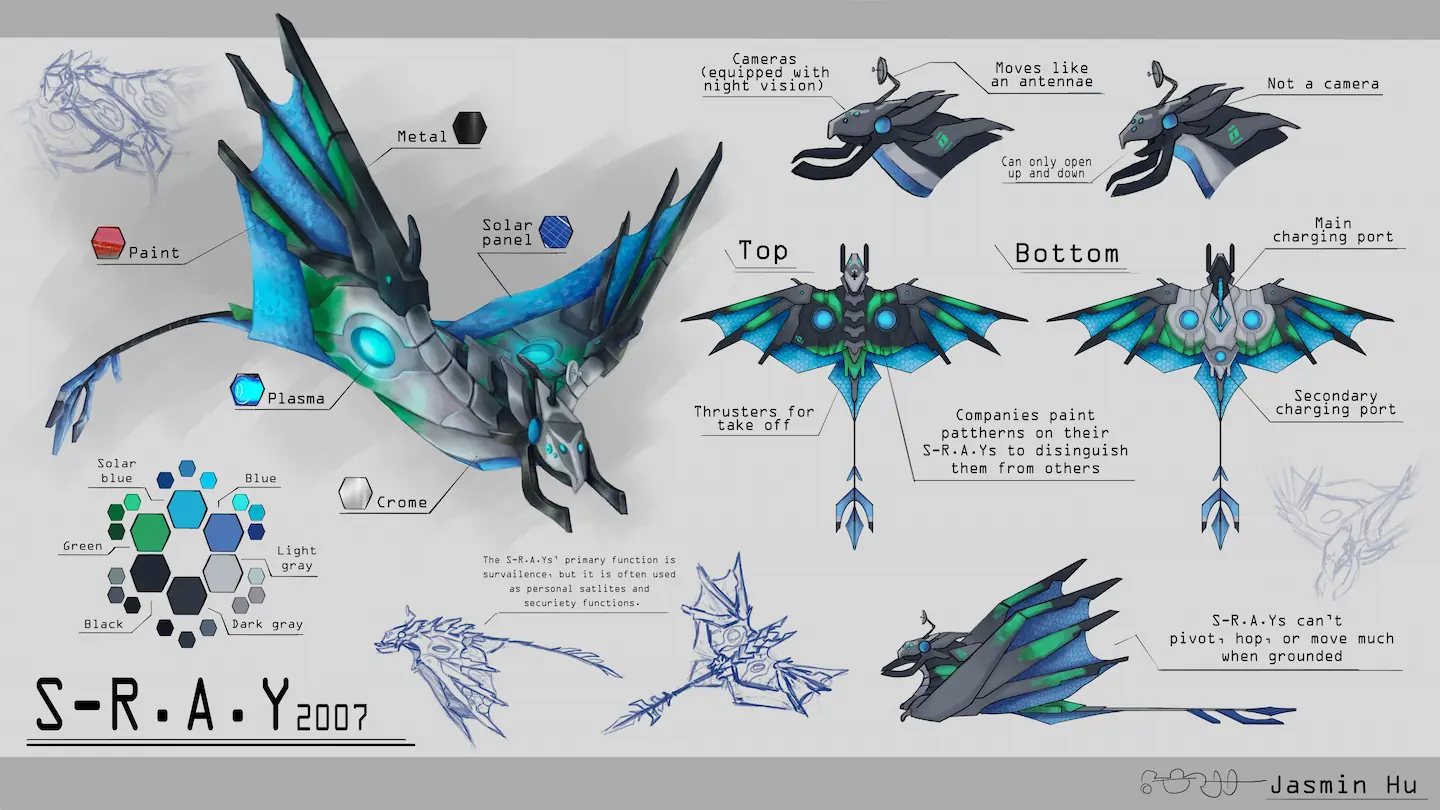 Cameras
(equipped with
night vision)
Moves like
an antennae
Not a camera
Can only open
up and down
Metal
Paint
Solar
panel
Plasma
Crome
Top
Bottom
Main
charging port
Thrusters for
take off
Companies paint
pattherns on their
S-R.A.Ys to disinguish
them from others
Secondary
charging port
Solar
blue
Blue
Green
Light
gray
Black
Dark gray
The S-R.A.Ys' primary function is
survailence, but it is often used
as personal satlites and
securiety functions.
S-R.A.Ys can't
pivot, hop, or move much
when grounded
S-R.A.Y 2007
Jasmin Hu